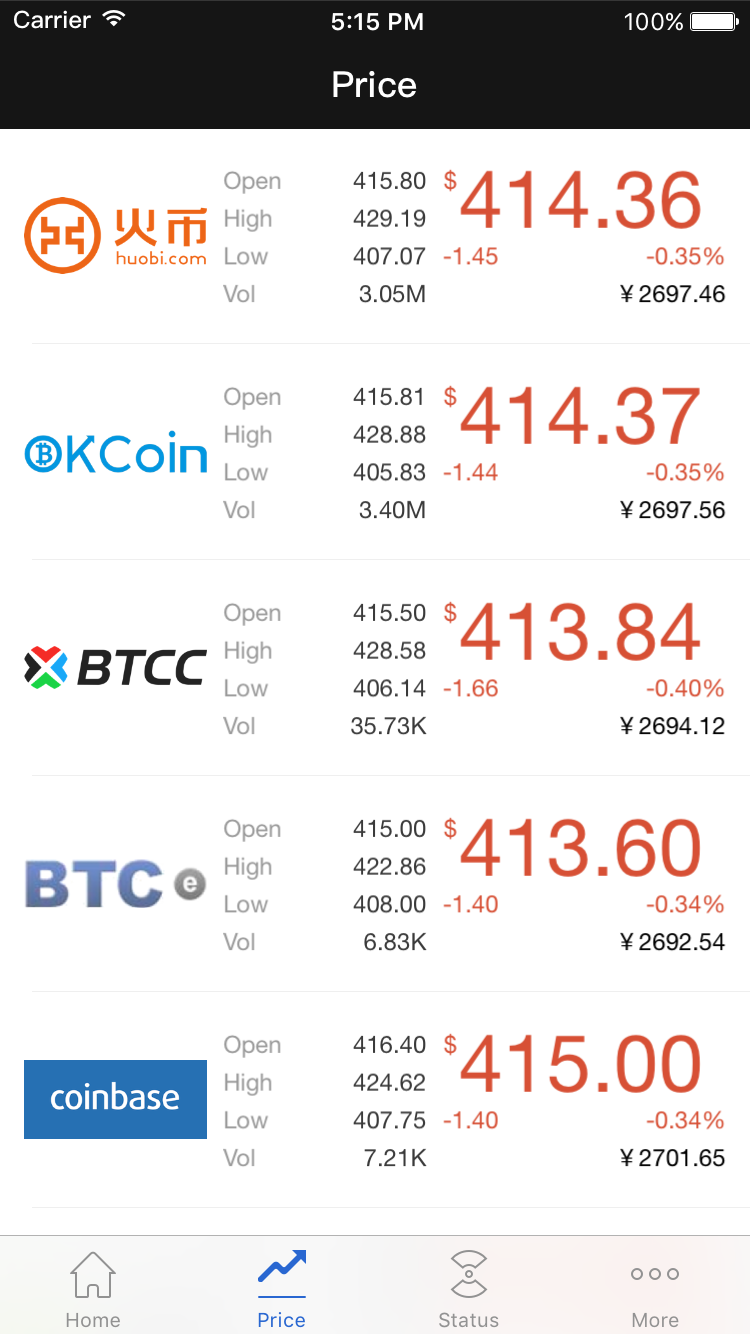 Carrier 5:15 PM 100%
Price
火币
huobi.com
Open 415.80
High 429.19
Low 407.07
Vol 3.05M
$414.36
-1.45 -0.35%
¥2697.46
OKCoin
Open 415.81
High 428.88
Low 405.83
Vol 3.40M
$414.37
-1.44 -0.35%
¥2697.56
BTCC
Open 415.50
High 428.58
Low 406.14
Vol 35.73K
$413.84
-1.66 -0.40%
¥2694.12
BTC e
Open 415.00
High 422.86
Low 408.00
Vol 6.83K
$413.60
-1.40 -0.34%
¥2692.54
coinbase
Open 416.40
High 424.62
Low 407.75
Vol 7.21K
$415.00
-1.40 -0.34%
¥2701.65
Home Price Status More